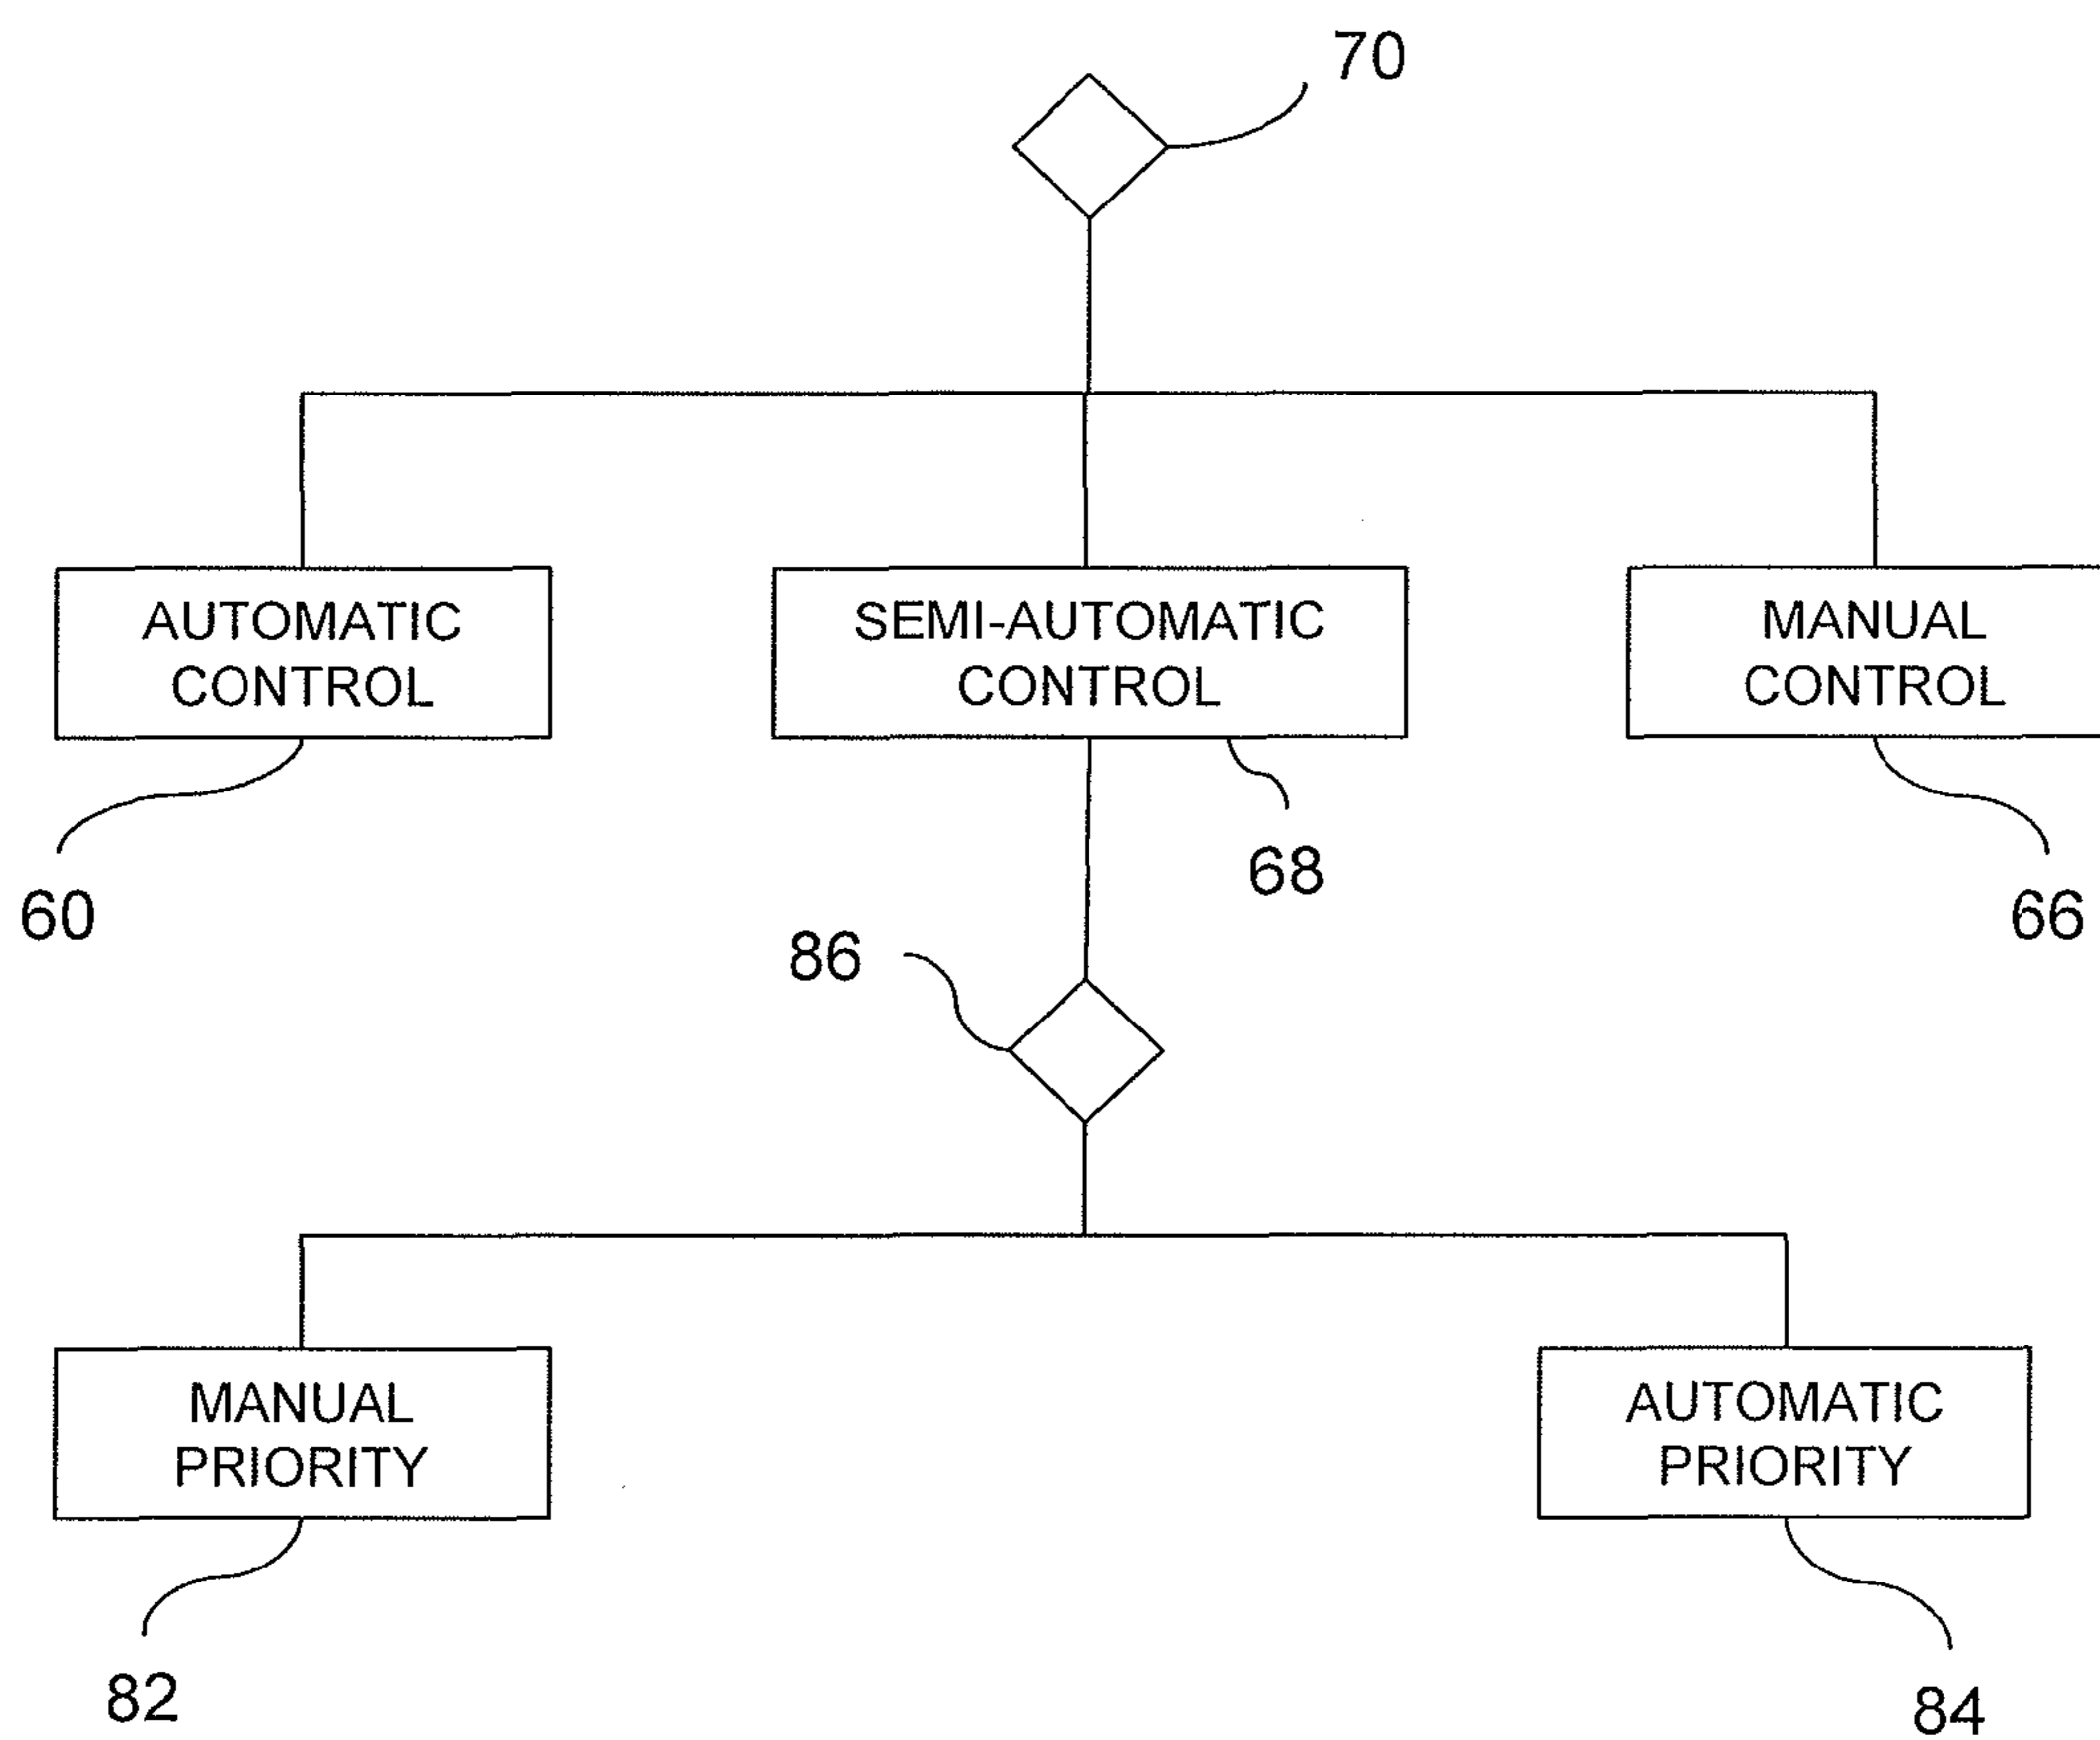 70
AUTOMATIC
CONTROL
SEMI-AUTOMATIC
CONTROL
MANUAL
CONTROL
60
68
66
86
MANUAL
PRIORITY
AUTOMATIC
PRIORITY
82
84